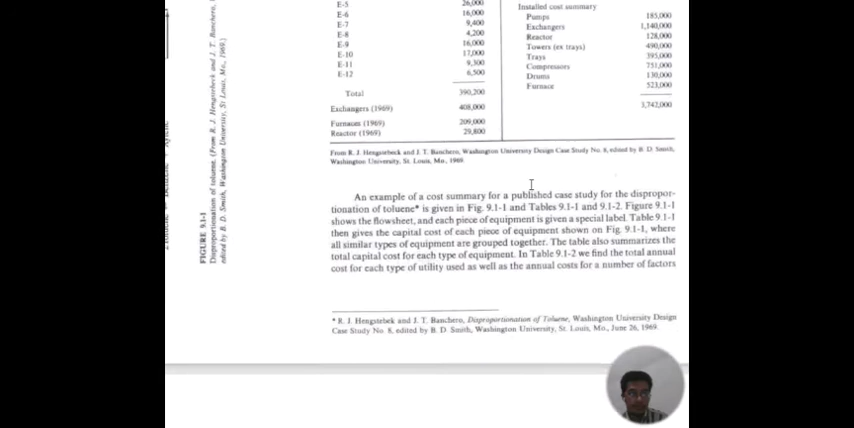 FIGURE 9.1-1
Disproportionation of toluene. (From R. J. Hengstebek and J. T. Banchero,
edited by B. D. Smith, Washington University, St Louis, Mo., 1969.)
E-5 26,000
E-6 16,000
E-7 9,400
E-8 4,200
E-9 16,000
E-10 17,000
E-11 9,300
E-12 6,500
Total 390,200
Exchangers (1969) 408,000
Furnaces (1969) 209,000
Reactor (1969) 29,800
Installed cost summary
Pumps 185,000
Exchangers 1,140,000
Reactor 128,000
Towers (ex trays) 490,000
Trays 395,000
Compressors 751,000
Drums 130,000
Furnace 523,000
3,742,000
From R. J. Hengstebeck and J. T. Banchero, Washington University Design Case Study No. 8, edited by B. D. Smith,
Washington University, St. Louis, Mo., 1969.
An example of a cost summary for a published case study for the dispropor-
tionation of toluene* is given in Fig. 9.1-1 and Tables 9.1-1 and 9.1-2. Figure 9.1-1
shows the flowsheet, and each piece of equipment is given a special label. Table 9.1-1
then gives the capital cost of each piece of equipment shown on Fig. 9.1-1, where
all similar types of equipment are grouped together. The table also summarizes the
total capital cost for each type of equipment. In Table 9.1-2 we find the total annual
cost for each type of utility used as well as the annual costs for a number of factors
* R. J. Hengstebek and J. T. Banchero, Disproportionation of Toluene, Washington University Design
Case Study No. 8, edited by B. D. Smith, Washington University, St. Louis, Mo., June 26, 1969.